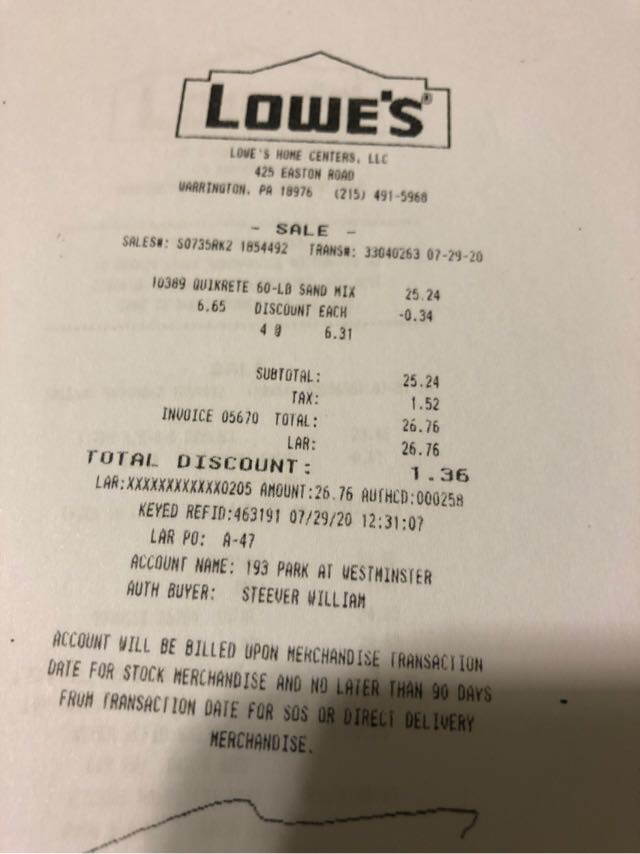 LOWE'S®
LOWE'S HOME CENTERS, LLC
425 EASTON ROAD
WARRINGTON, PA 18976 (215) 491-5968
- SALE -
SALES#: S0735RK2 1854492 TRANS#: 33040263 07-29-20
10389 QUIKRETE 60-LB SAND MIX 25.24
6.65 DISCOUNT EACH -0.34
4 @ 6.31
SUBTOTAL: 25.24
TAX: 1.52
INVOICE 05670 TOTAL: 26.76
LAR: 26.76
TOTAL DISCOUNT: 1.36
LAR:XXXXXXXXXXXX0205 AMOUNT:26.76 AUTHCD:000258
KEYED REFID:463191 07/29/20 12:31:07
LAR PO: A-47
ACCOUNT NAME: 193 PARK AT WESTMINSTER
AUTH BUYER: STEEVER WILLIAM
ACCOUNT WILL BE BILLED UPON MERCHANDISE TRANSACTION
DATE FOR STOCK MERCHANDISE AND NO LATER THAN 90 DAYS
FROM TRANSACTION DATE FOR SOS OR DIRECT DELIVERY
MERCHANDISE.